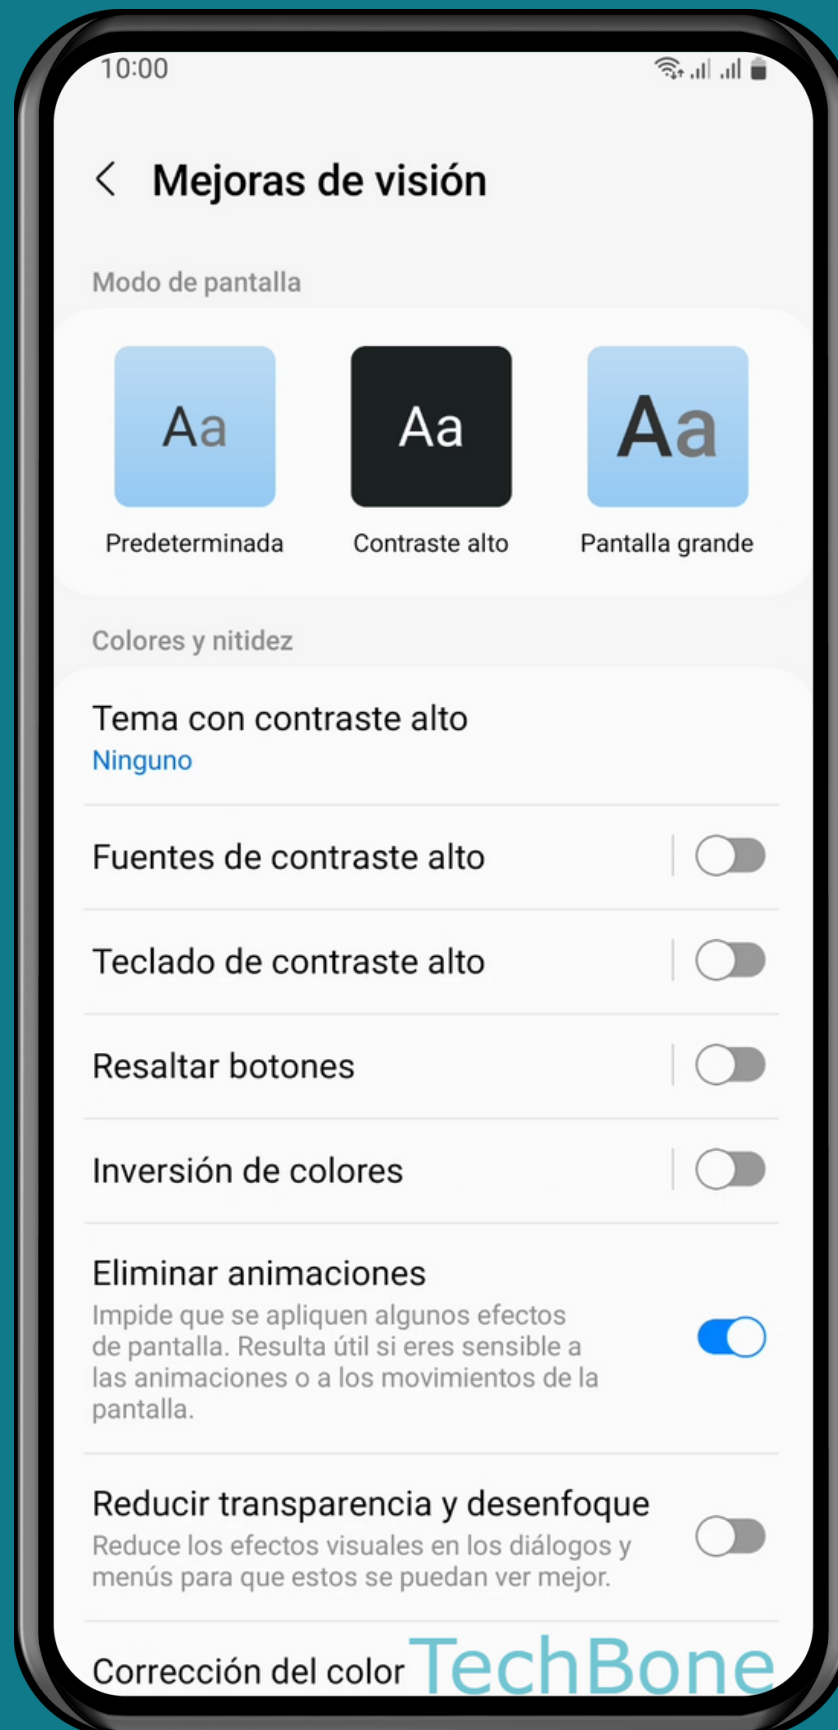 10:00
Mejoras de visión
Modo de pantalla
Aa Aa Aa
Predeterminada Contraste alto Pantalla grande
Colores y nitidez
Tema con contraste alto
Ninguno
Fuentes de contraste alto
Teclado de contraste alto
Resaltar botones
Inversión de colores
Eliminar animaciones
Impide que se apliquen algunos efectos
de pantalla. Resulta útil si eres sensible a
las animaciones o a los movimientos de la
pantalla.
Reducir transparencia y desenfoque
Reduce los efectos visuales en los diálogos y
menús para que estos se puedan ver mejor.
Corrección del color TechBone